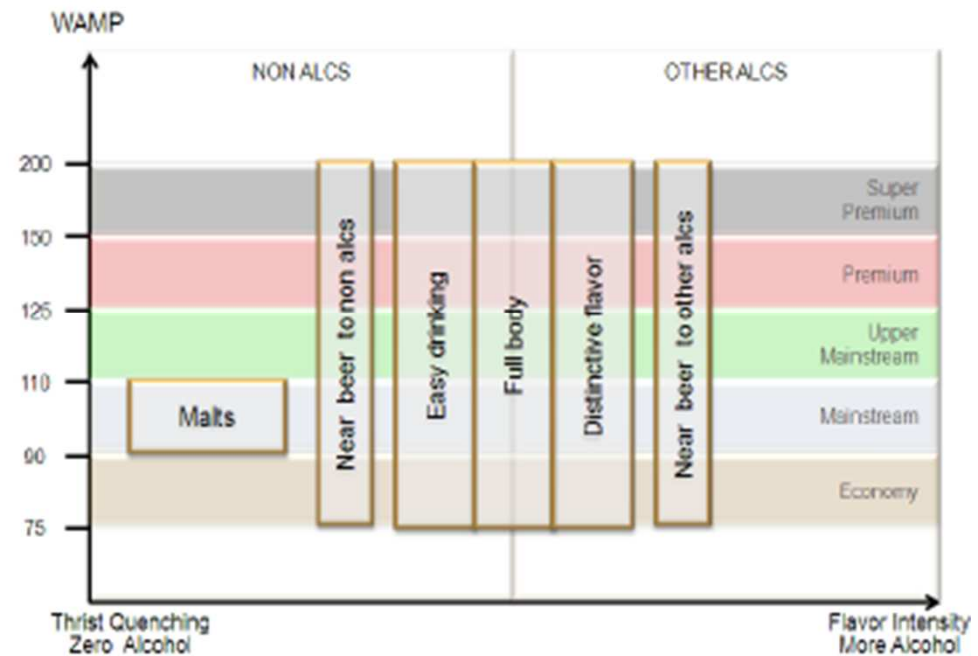 WAMP
NON ALCS
OTHER ALCS
200
Super
Premium
150
Premium
125
Upper
Mainstream
110
Malts
Mainstream
90
Economy
75
Near beer to non alcs
Easy drinking
Full body
Distinctive flavor
Near beer to other alcs
Thrist Quenching
Zero Alcohol
Flavor Intensity
More Alcohol